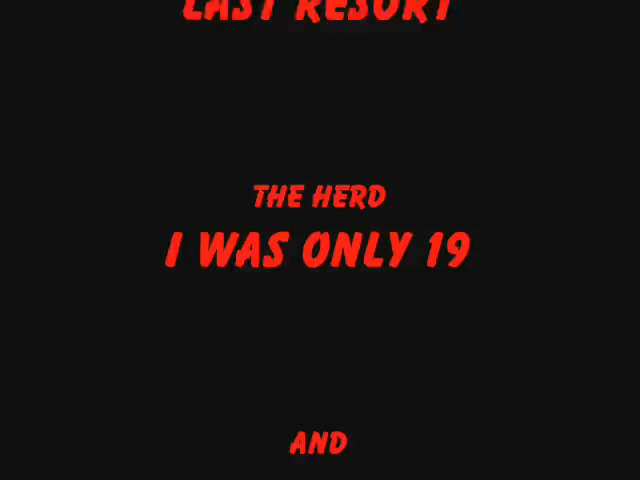 LAST RESORT
THE HERD
I WAS ONLY 19
AND